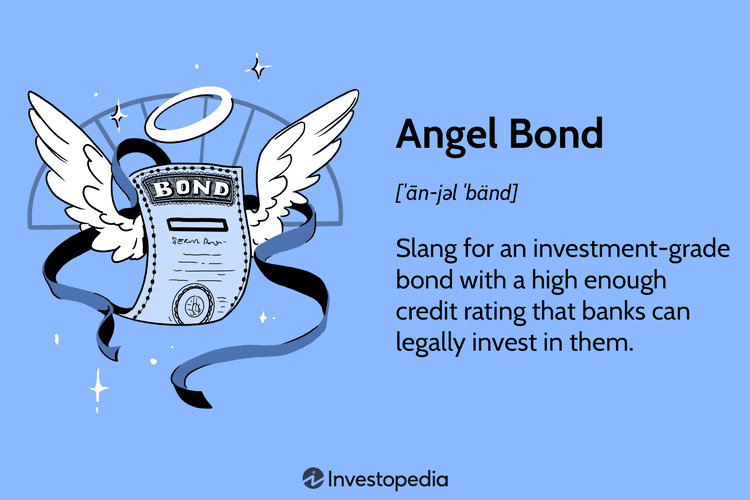 BOND
Angel Bond
[ˈān-jəl ˈbänd]
Slang for an investment-grade
bond with a high enough
credit rating that banks can
legally invest in them.
Investopedia